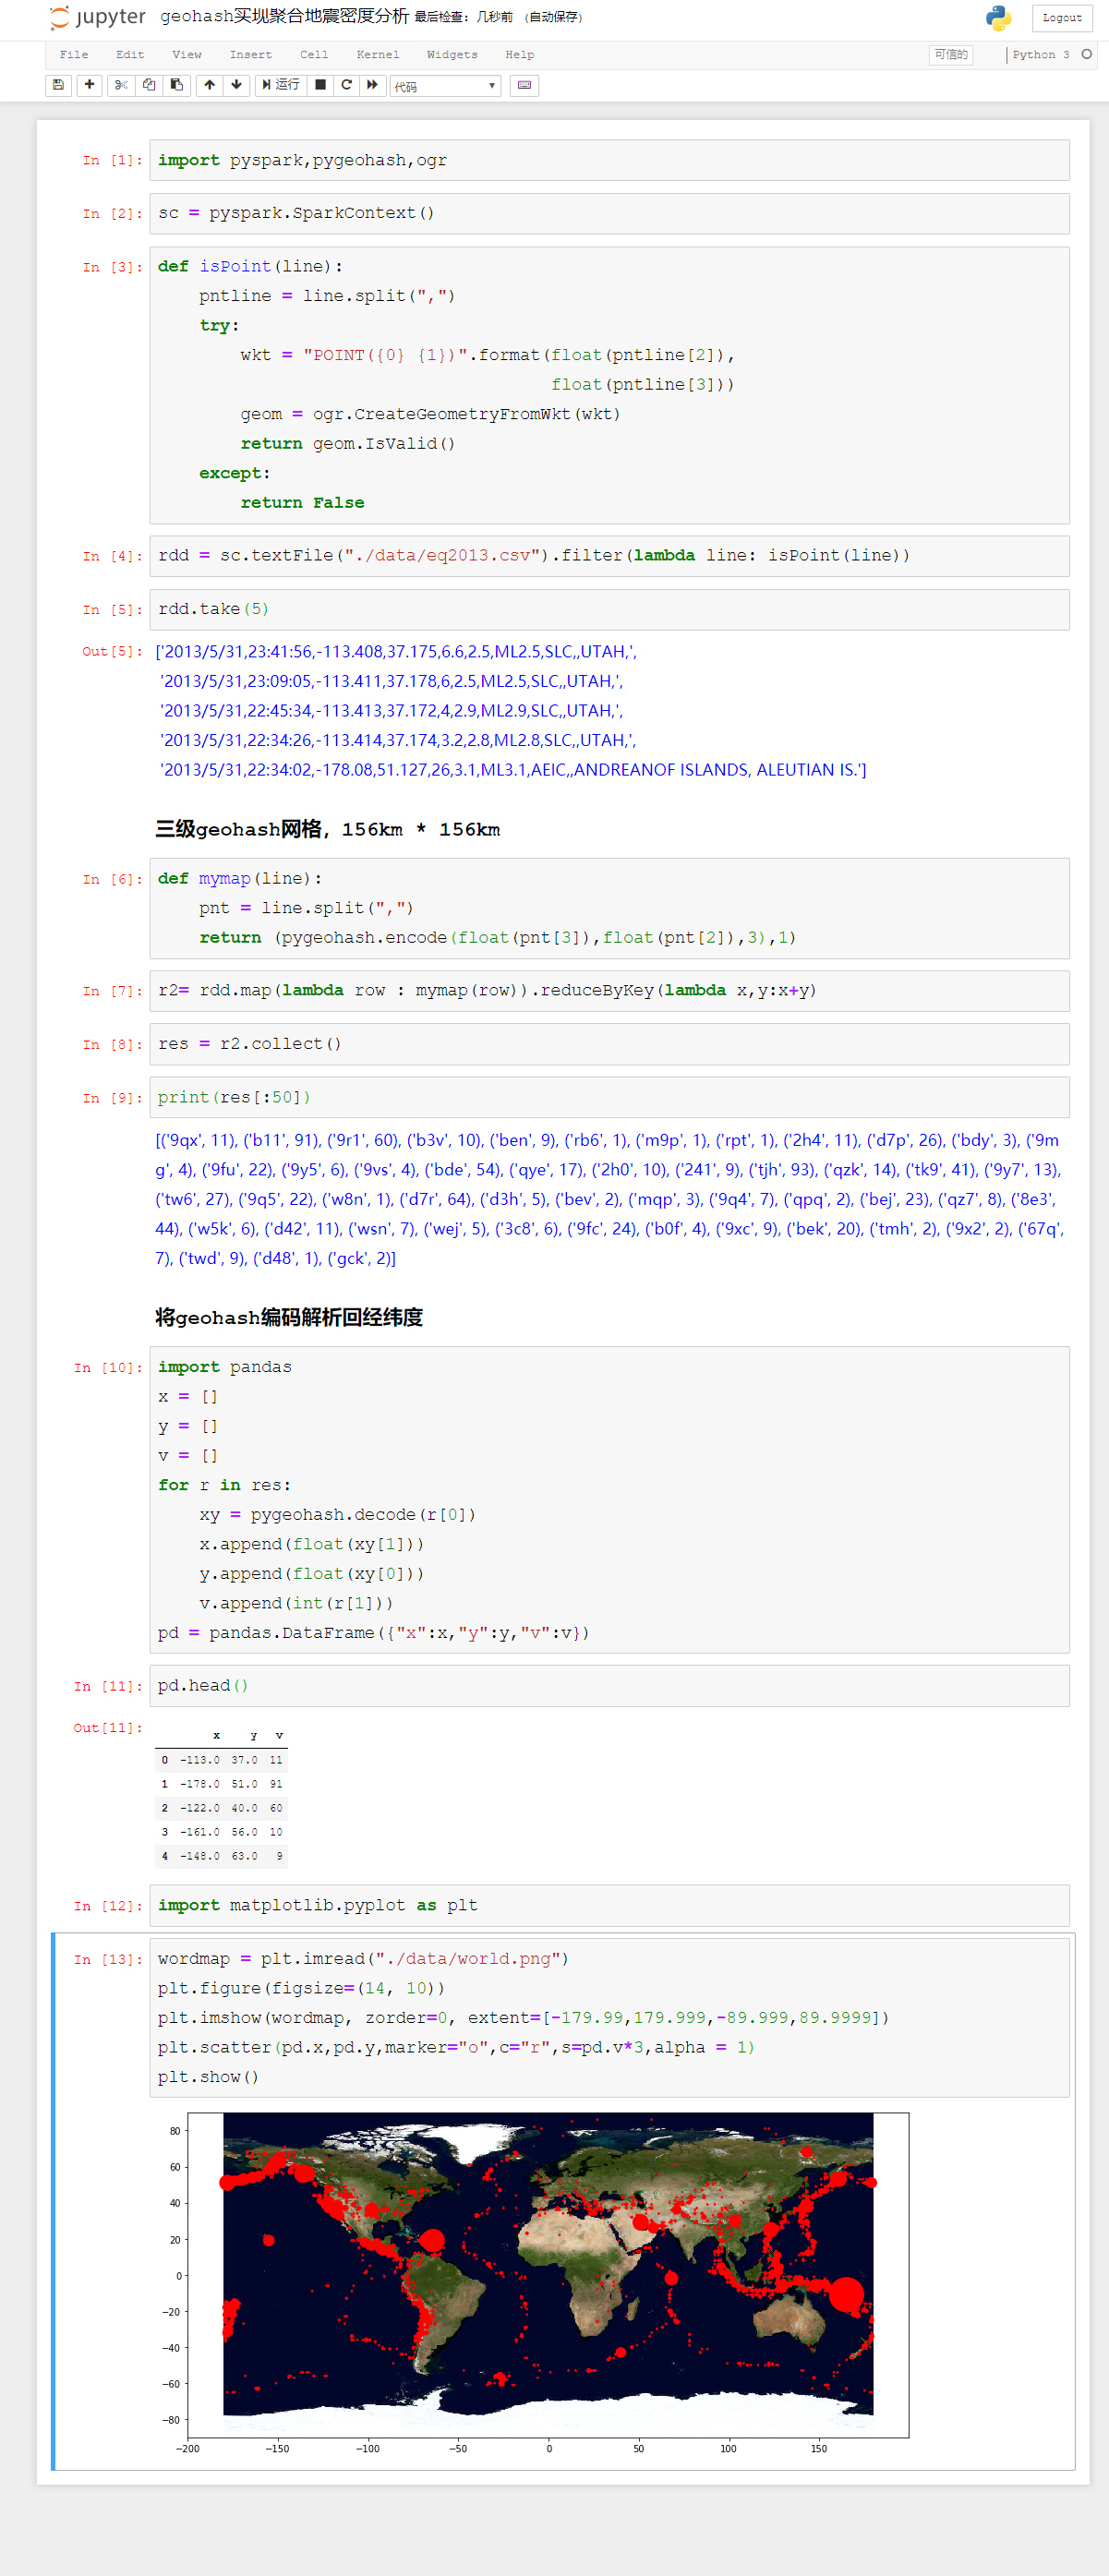 jupyter geohash实现聚合地震密度分析 最后检查: 几秒前 (自动保存) Logout
File Edit View Insert Cell Kernel Widgets Help 可信的 Python 3
运行 代码
In [1]: import pyspark,pygeohash,ogr
In [2]: sc = pyspark.SparkContext()
In [3]: def isPoint(line):
    pntline = line.split(",")
    try:
        wkt = "POINT({0} {1})".format(float(pntline[2]),
                                      float(pntline[3]))
        geom = ogr.CreateGeometryFromWkt(wkt)
        return geom.IsValid()
    except:
        return False
In [4]: rdd = sc.textFile("./data/eq2013.csv").filter(lambda line: isPoint(line))
In [5]: rdd.take(5)
Out[5]: ['2013/5/31,23:41:56,-113.408,37.175,6.6,2.5,ML2.5,SLC,,UTAH,',
'2013/5/31,23:09:05,-113.411,37.178,6,2.5,ML2.5,SLC,,UTAH,',
'2013/5/31,22:45:34,-113.413,37.172,4,2.9,ML2.9,SLC,,UTAH,',
'2013/5/31,22:34:26,-113.414,37.174,3.2,2.8,ML2.8,SLC,,UTAH,',
'2013/5/31,22:34:02,-178.08,51.127,26,3.1,ML3.1,AEIC,,ANDREANOF ISLANDS, ALEUTIAN IS.']
三级geohash网格，156km * 156km
In [6]: def mymap(line):
    pnt = line.split(",")
    return (pygeohash.encode(float(pnt[3]),float(pnt[2]),3),1)
In [7]: r2= rdd.map(lambda row : mymap(row)).reduceByKey(lambda x,y:x+y)
In [8]: res = r2.collect()
In [9]: print(res[:50])
[('9qx', 11), ('b11', 91), ('9r1', 60), ('b3v', 10), ('ben', 9), ('rb6', 1), ('m9p', 1), ('rpt', 1), ('2h4', 11), ('d7p', 26), ('bdy', 3), ('9m
g', 4), ('9fu', 22), ('9y5', 6), ('9vs', 4), ('bde', 54), ('qye', 17), ('2h0', 10), ('241', 9), ('tjh', 93), ('qzk', 14), ('tk9', 41), ('9y7', 13),
('tw6', 27), ('9q5', 22), ('w8n', 1), ('d7r', 64), ('d3h', 5), ('bev', 2), ('mqp', 3), ('9q4', 7), ('qpq', 2), ('bej', 23), ('qz7', 8), ('8e3',
44), ('w5k', 6), ('d42', 11), ('wsn', 7), ('wej', 5), ('3c8', 6), ('9fc', 24), ('b0f', 4), ('9xc', 9), ('bek', 20), ('tmh', 2), ('9x2', 2), ('67q',
7), ('twd', 9), ('d48', 1), ('gck', 2)]
将geohash编码解析回经纬度
In [10]: import pandas
x = []
y = []
v = []
for r in res:
    xy = pygeohash.decode(r[0])
    x.append(float(xy[1]))
    y.append(float(xy[0]))
    v.append(int(r[1]))
pd = pandas.DataFrame({"x":x,"y":y,"v":v})
In [11]: pd.head()
Out[11]:
x y v
0 -113.0 37.0 11
1 -178.0 51.0 91
2 -122.0 40.0 60
3 -161.0 56.0 10
4 -148.0 63.0 9
In [12]: import matplotlib.pyplot as plt
In [13]: wordmap = plt.imread("./data/world.png")
plt.figure(figsize=(14, 10))
plt.imshow(wordmap, zorder=0, extent=[-179.99,179.999,-89.999,89.9999])
plt.scatter(pd.x,pd.y,marker="o",c="r",s=pd.v*3,alpha = 1)
plt.show()
80
60
40
20
0
−20
−40
−60
−80
−200 −150 −100 −50 0 50 100 150